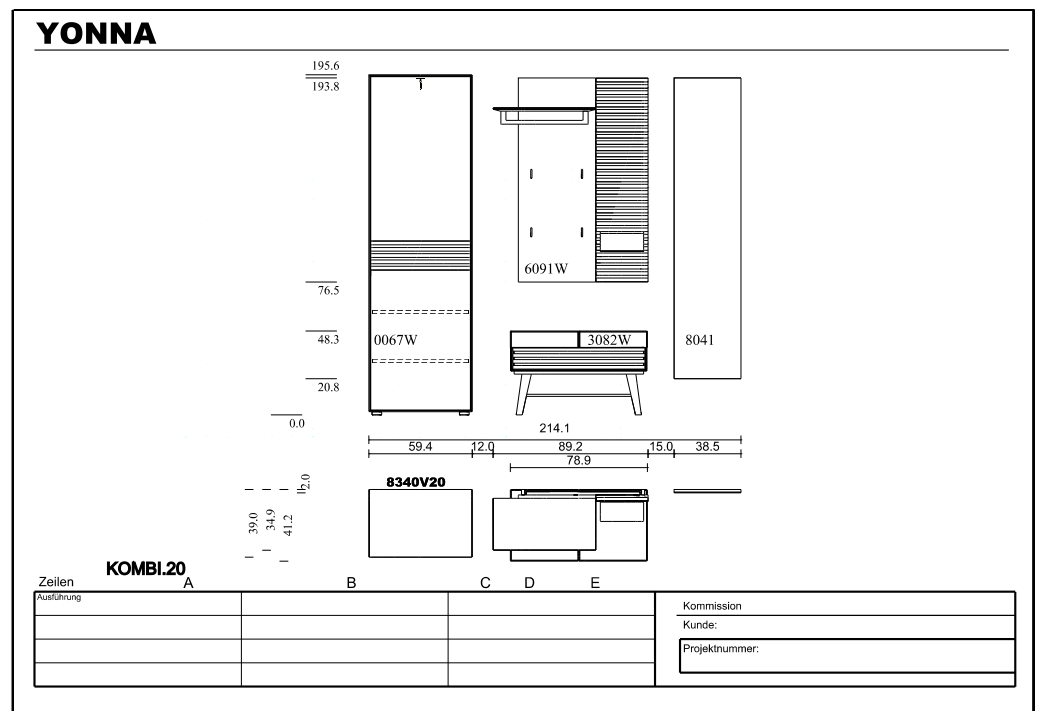 YONNA
195.6
193.8
6091W
76.5
48.3 0067W 3082W 8041
20.8
0.0
214.1
59.4 12.0 89.2 15.0 38.5
78.9
8340V20
2.0
39.0 34.9 41.2
KOMBI.20
Zeilen A B C D E
Ausführung
Kommission
Kunde:
Projektnummer: